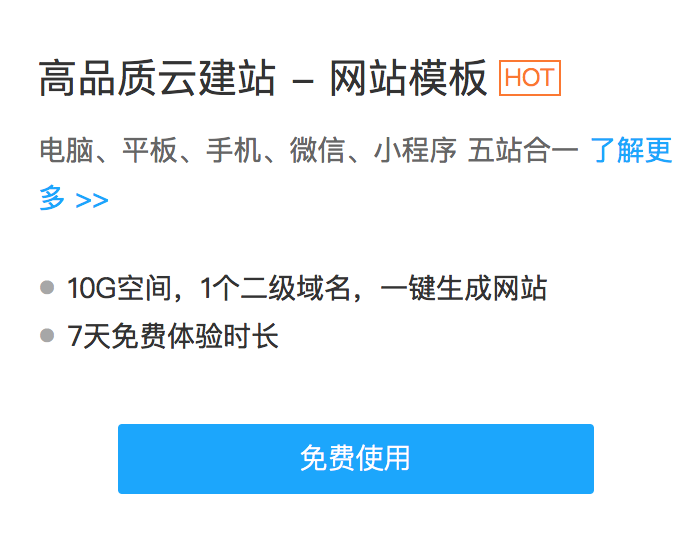 高品质云建站 – 网站模板 HOT
电脑、平板、手机、微信、小程序 五站合一 了解更
多 >>
10G空间，1个二级域名，一键生成网站
7天免费体验时长
免费使用